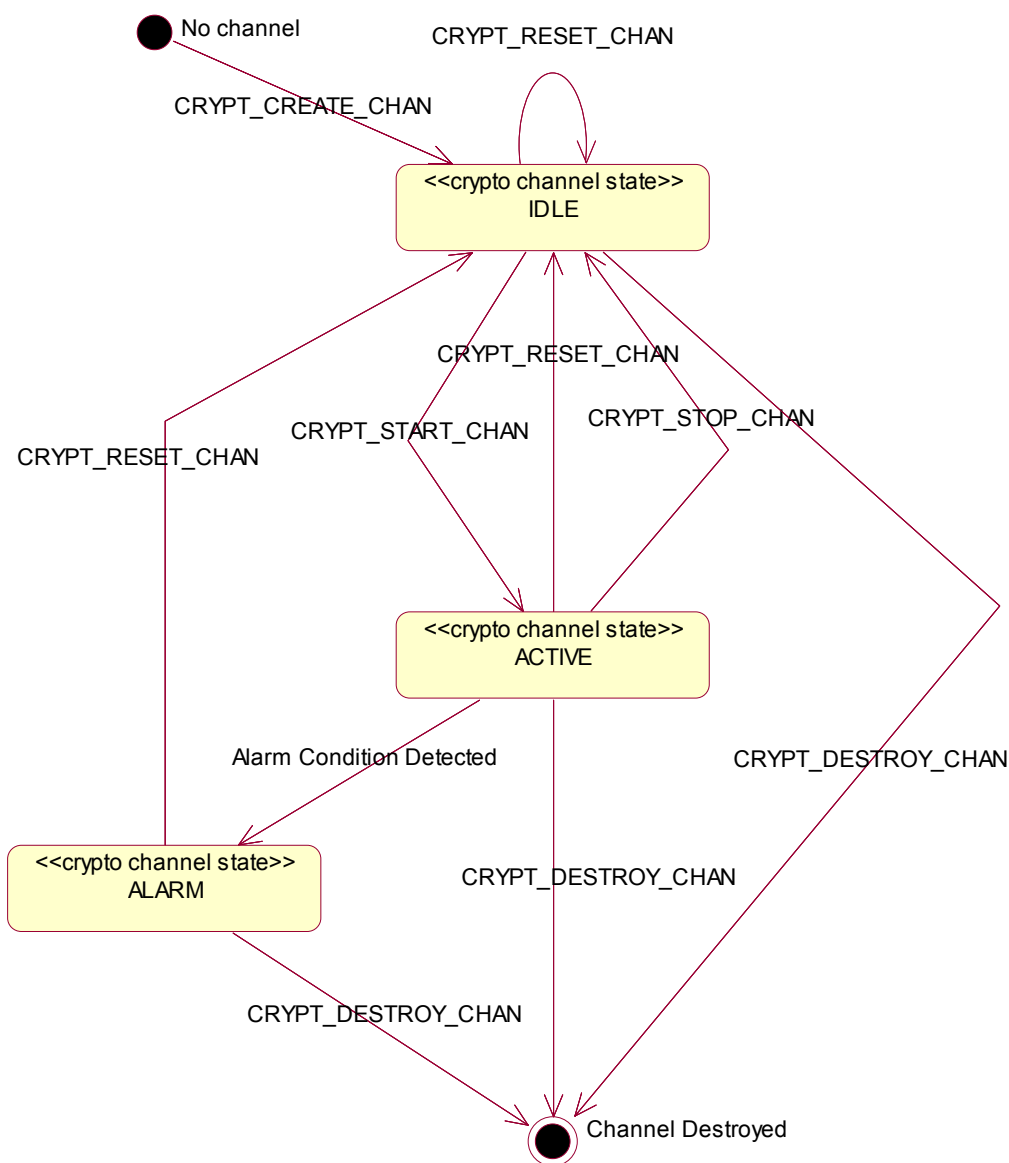 No channel
CRYPT_RESET_CHAN
CRYPT_CREATE_CHAN
<<crypto channel state>>
IDLE
CRYPT_RESET_CHAN
CRYPT_STOP_CHAN
CRYPT_START_CHAN
CRYPT_RESET_CHAN
<<crypto channel state>>
ACTIVE
Alarm Condition Detected
CRYPT_DESTROY_CHAN
<<crypto channel state>>
ALARM
CRYPT_DESTROY_CHAN
CRYPT_DESTROY_CHAN
Channel Destroyed